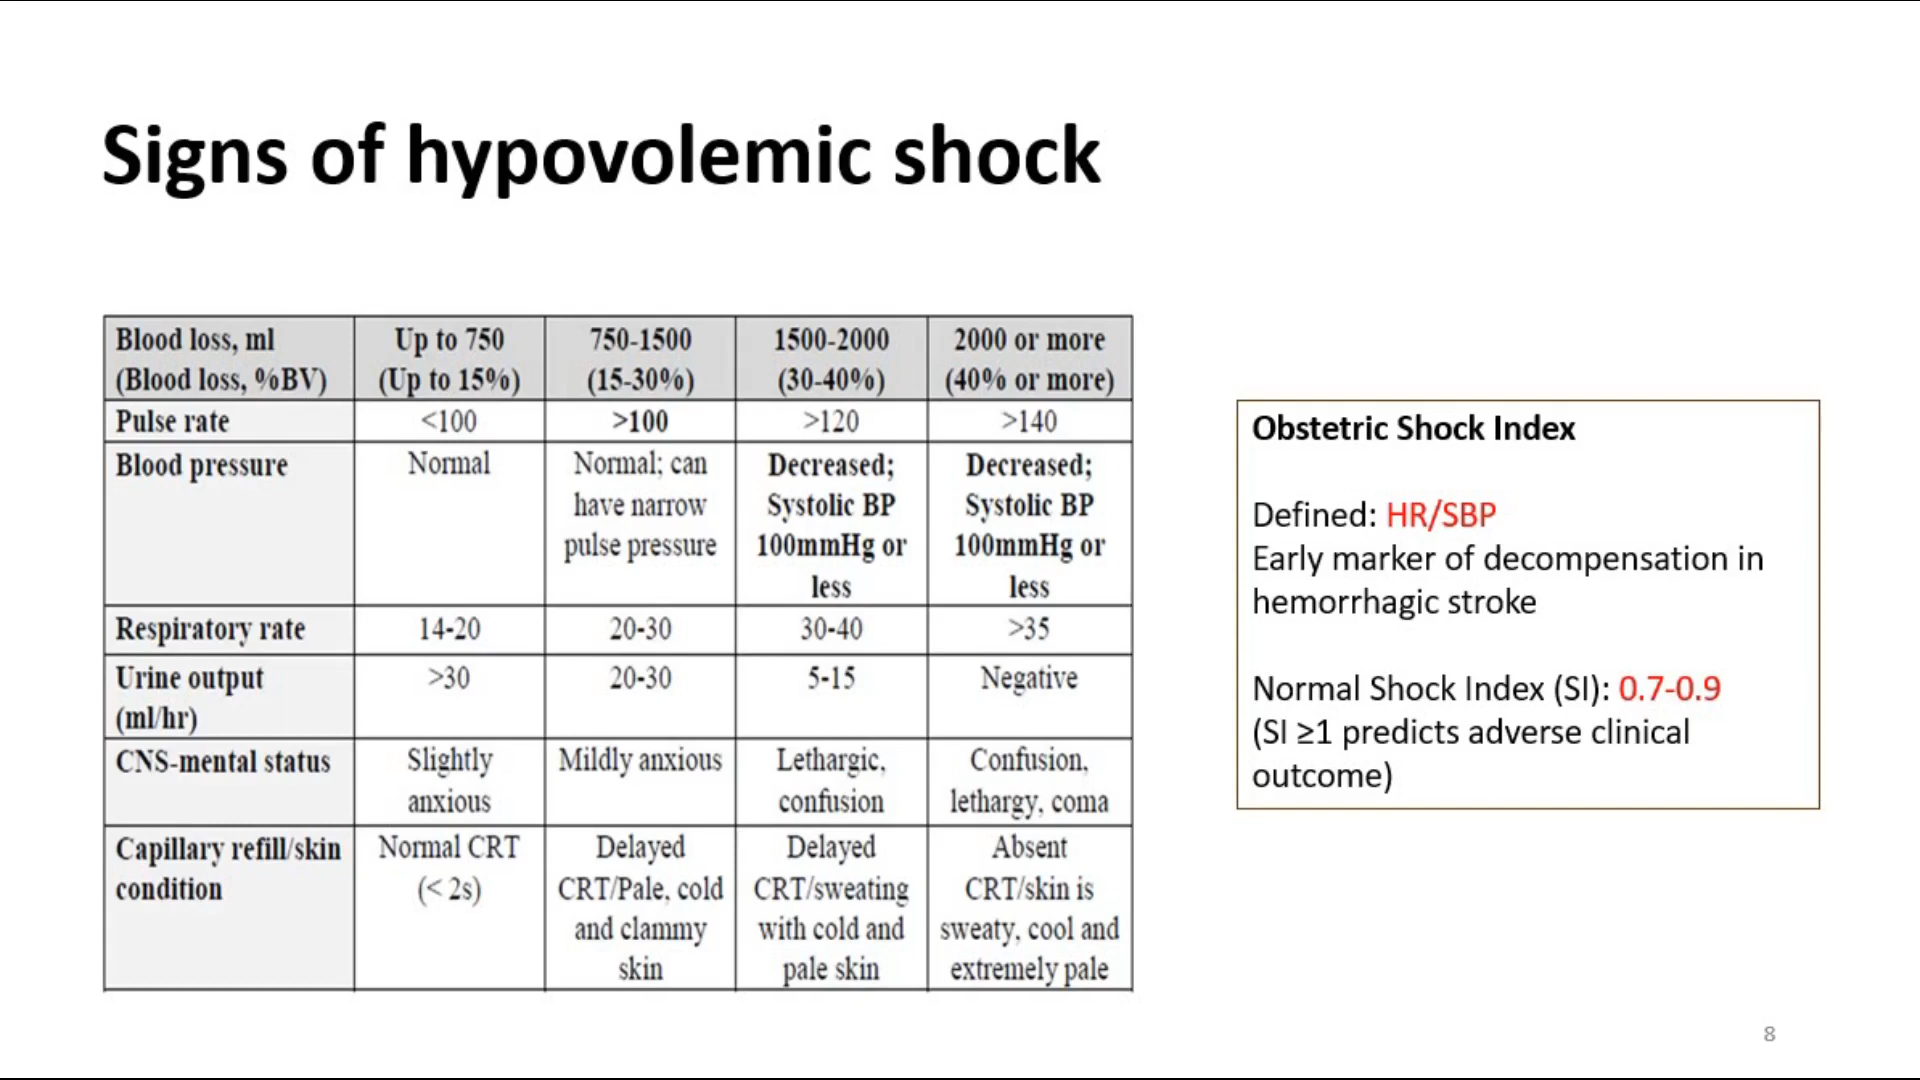 Signs of hypovolemic shock
Blood loss, ml
(Blood loss, %BV)
Up to 750
(Up to 15%)
750-1500
(15-30%)
1500-2000
(30-40%)
2000 or more
(40% or more)
Pulse rate
<100
>100
>120
>140
Blood pressure
Normal
Normal; can
have narrow
pulse pressure
Decreased;
Systolic BP
100mmHg or
less
Decreased;
Systolic BP
100mmHg or
less
Respiratory rate
14-20
20-30
30-40
>35
Urine output
(ml/hr)
>30
20-30
5-15
Negative
CNS-mental status
Slightly
anxious
Mildly anxious
Lethargic,
confusion
Confusion,
lethargy, coma
Capillary refill/skin
condition
Normal CRT
(< 2s)
Delayed
CRT/Pale, cold
and clammy
skin
Delayed
CRT/sweating
with cold and
pale skin
Absent
CRT/skin is
sweaty, cool and
extremely pale
Obstetric Shock Index
Defined: HR/SBP
Early marker of decompensation in
hemorrhagic stroke
Normal Shock Index (SI): 0.7-0.9
(SI ≥1 predicts adverse clinical
outcome)
8